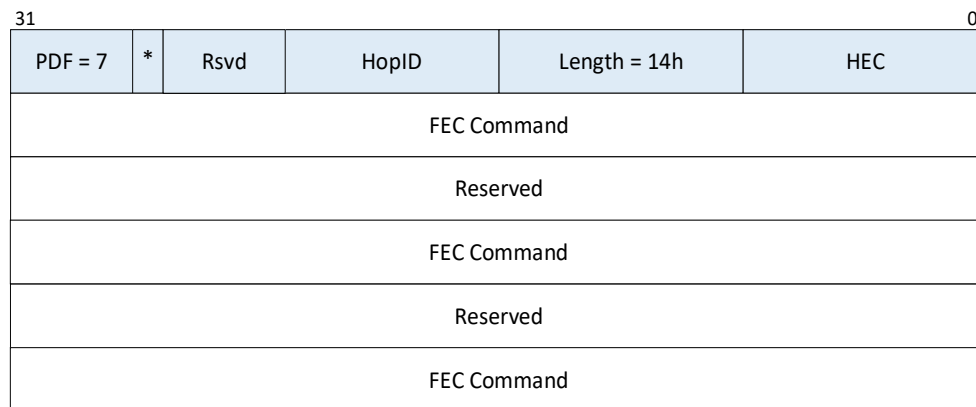 31 0
PDF = 7 * Rsvd HopID Length = 14h HEC
FEC Command
Reserved
FEC Command
Reserved
FEC Command